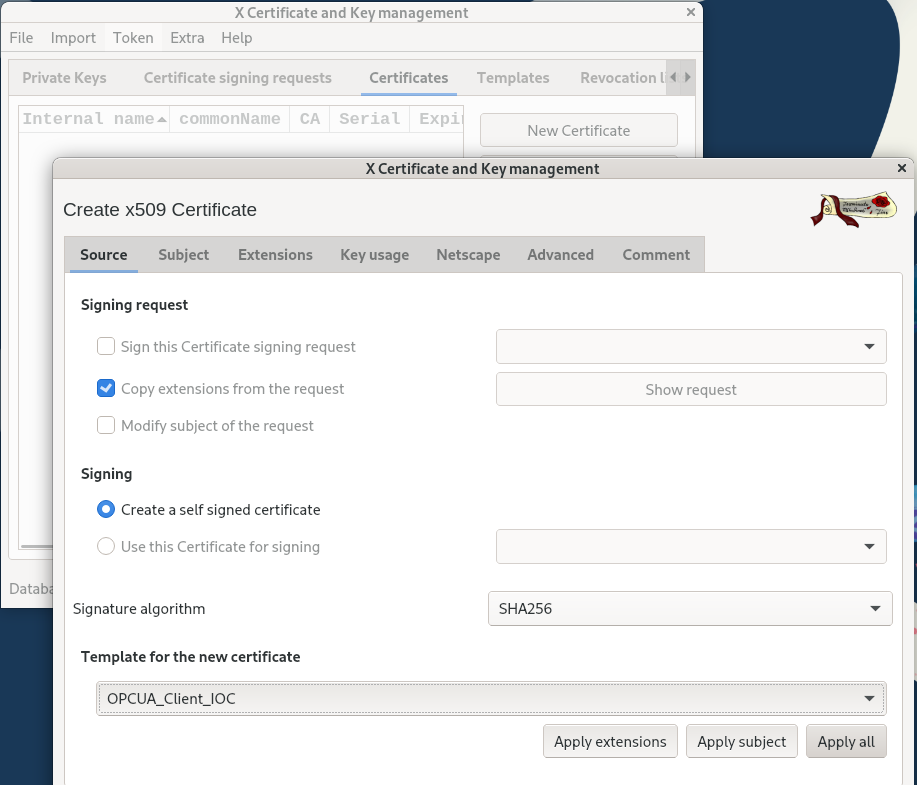 X Certificate and Key management
File Import Token Extra Help
Private Keys Certificate signing requests Certificates Templates Revocation li
Internal name commonName CA Serial Expi
New Certificate
X Certificate and Key management
Create x509 Certificate
Source Subject Extensions Key usage Netscape Advanced Comment
Signing request
Sign this Certificate signing request
Copy extensions from the request
Show request
Modify subject of the request
Signing
Create a self signed certificate
Use this Certificate for signing
Databa
Signature algorithm
SHA256
Template for the new certificate
OPCUA_Client_IOC
Apply extensions Apply subject Apply all